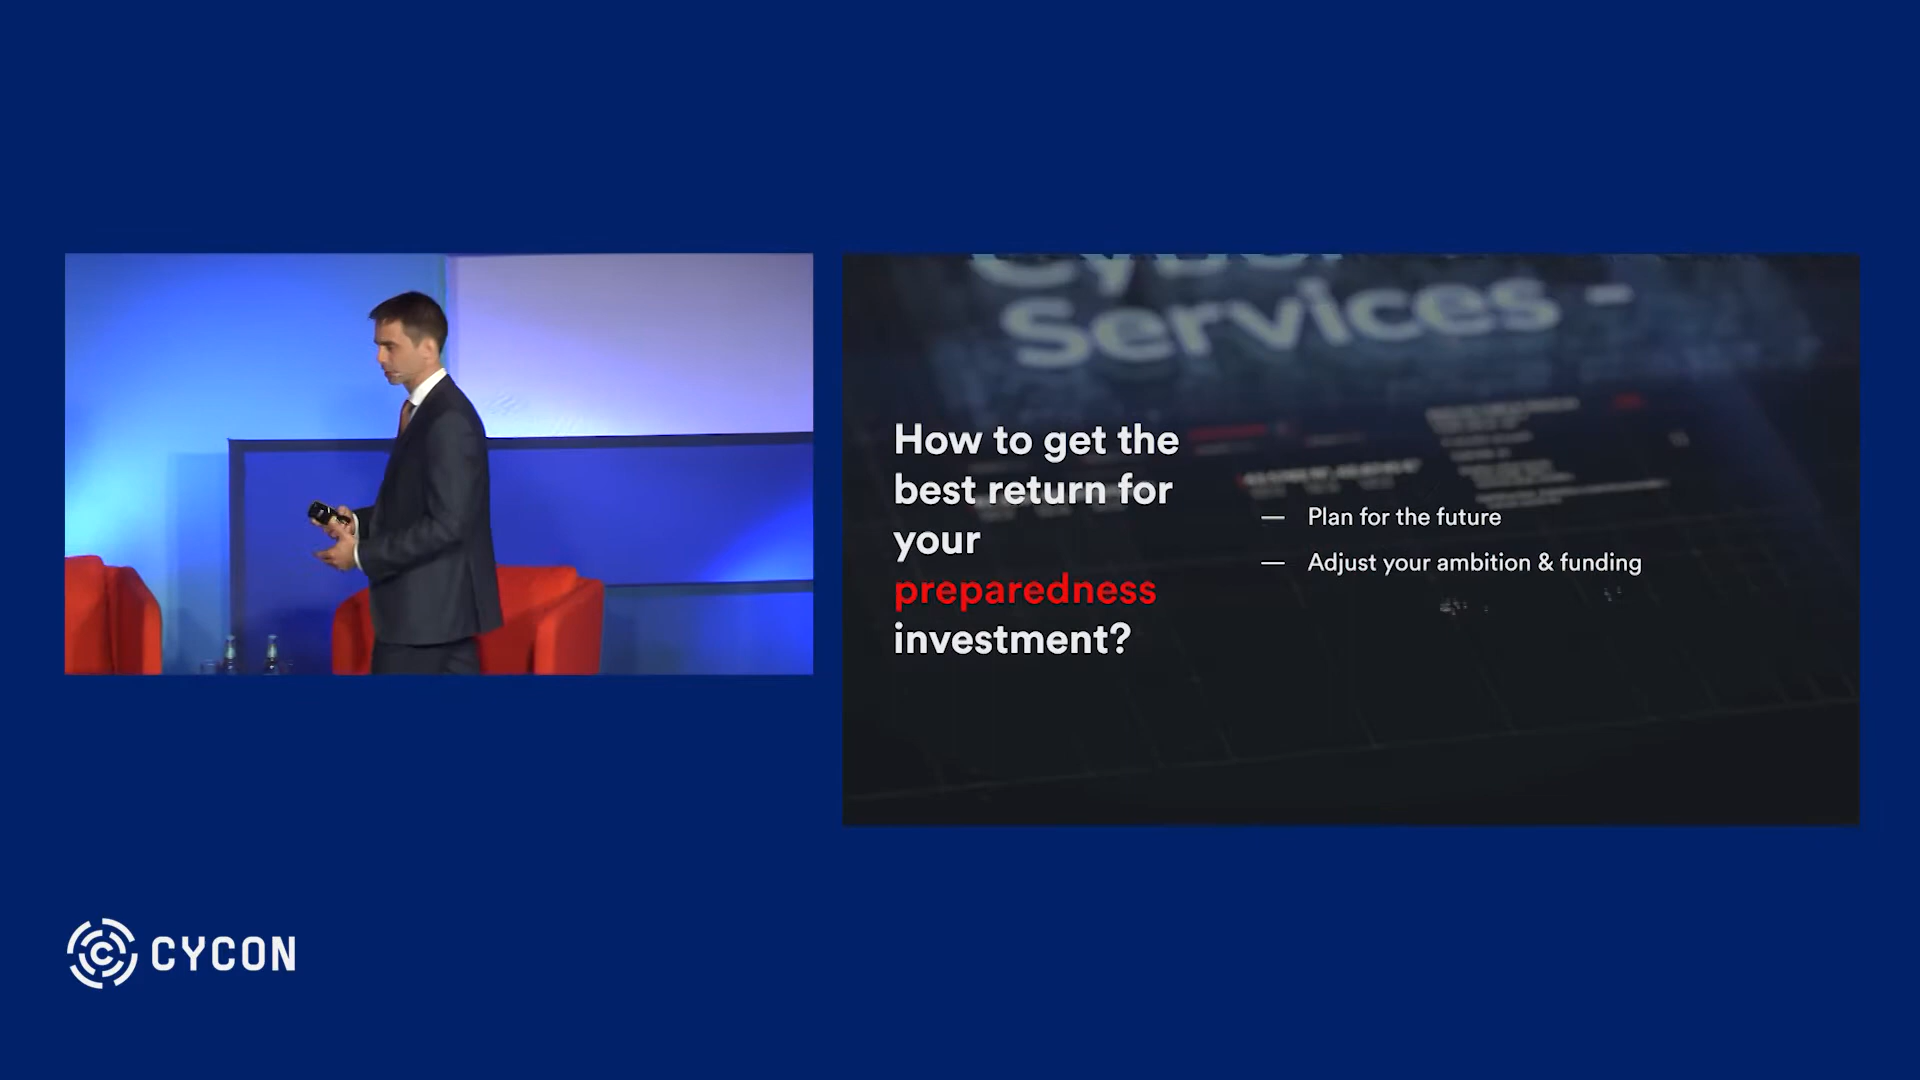 Services -
How to get the
best return for
your
preparedness
investment?
— Plan for the future
— Adjust your ambition & funding
CYCON